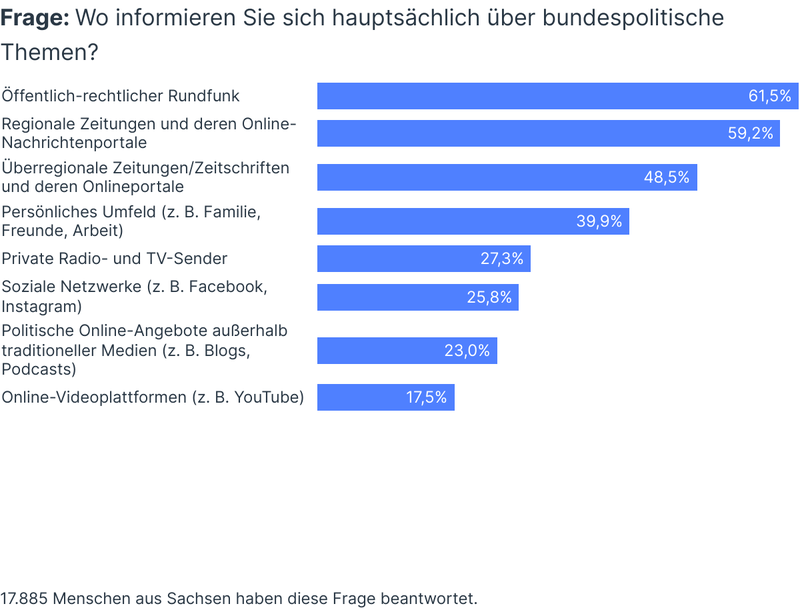 Frage: Wo informieren Sie sich hauptsächlich über bundespolitische
Themen?
Öffentlich-rechtlicher Rundfunk
61,5%
Regionale Zeitungen und deren Online-
Nachrichtenportale
59,2%
Überregionale Zeitungen/Zeitschriften
und deren Onlineportale
48,5%
Persönliches Umfeld (z. B. Familie,
Freunde, Arbeit)
39,9%
Private Radio- und TV-Sender
27,3%
Soziale Netzwerke (z. B. Facebook,
Instagram)
25,8%
Politische Online-Angebote außerhalb
traditioneller Medien (z. B. Blogs,
Podcasts)
23,0%
Online-Videoplattformen (z. B. YouTube)
17,5%
17.885 Menschen aus Sachsen haben diese Frage beantwortet.